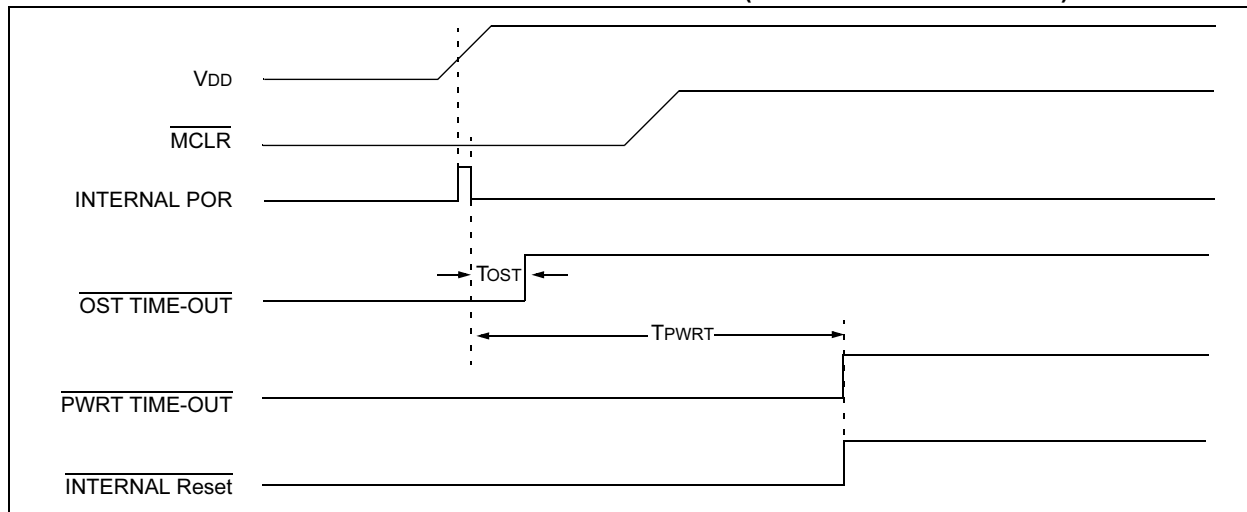 VDD
MCLR
INTERNAL POR
TOST
OST TIME-OUT
TPWRT
PWRT TIME-OUT
INTERNAL Reset